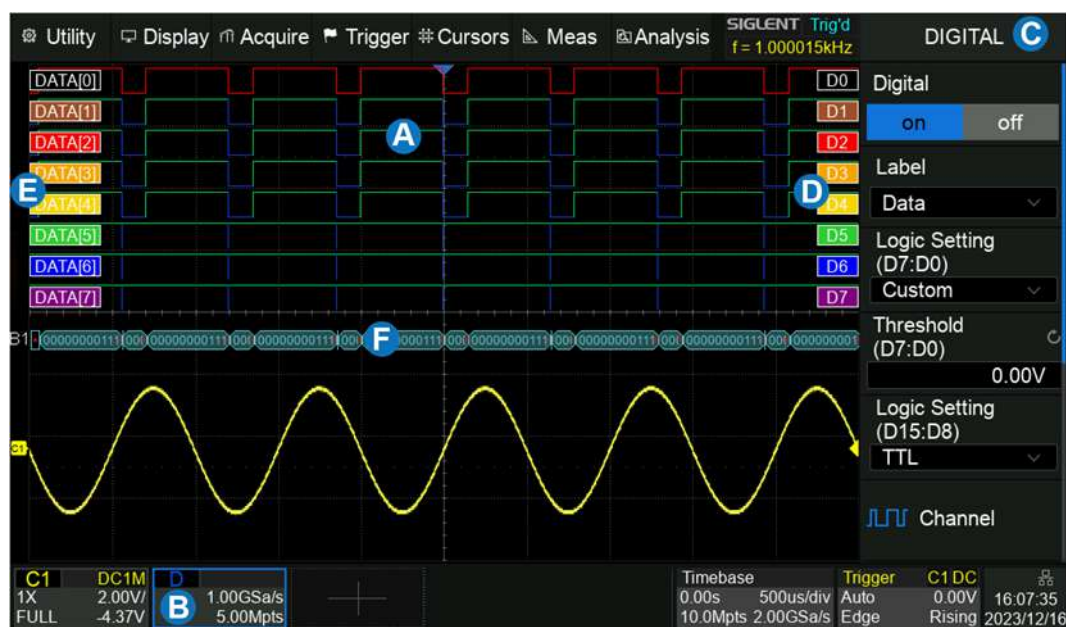 Utility Display Acquire Trigger Cursors Meas Analysis SIGLENT Trig'd
f = 1.000015kHz
DIGITAL C
DATA[0] D0
DATA[1] D1
A
DATA[2] D2
DATA[3] D3
E D
DATA[4] D4
DATA[5] D5
DATA[6] D6
DATA[7] D7
B1 F
C1
Digital
on off
Label
Data
Logic Setting
(D7:D0)
Custom
Threshold
(D7:D0)
0.00V
Logic Setting
(D15:D8)
TTL
Channel
C1 DC1M
1X 2.00V/
FULL -4.37V
D
B 1.00GSa/s
5.00Mpts
Timebase
0.00s 500us/div
10.0Mpts 2.00GSa/s
Trigger C1 DC
Auto 0.00V
Edge Rising
16:07:35
2023/12/16